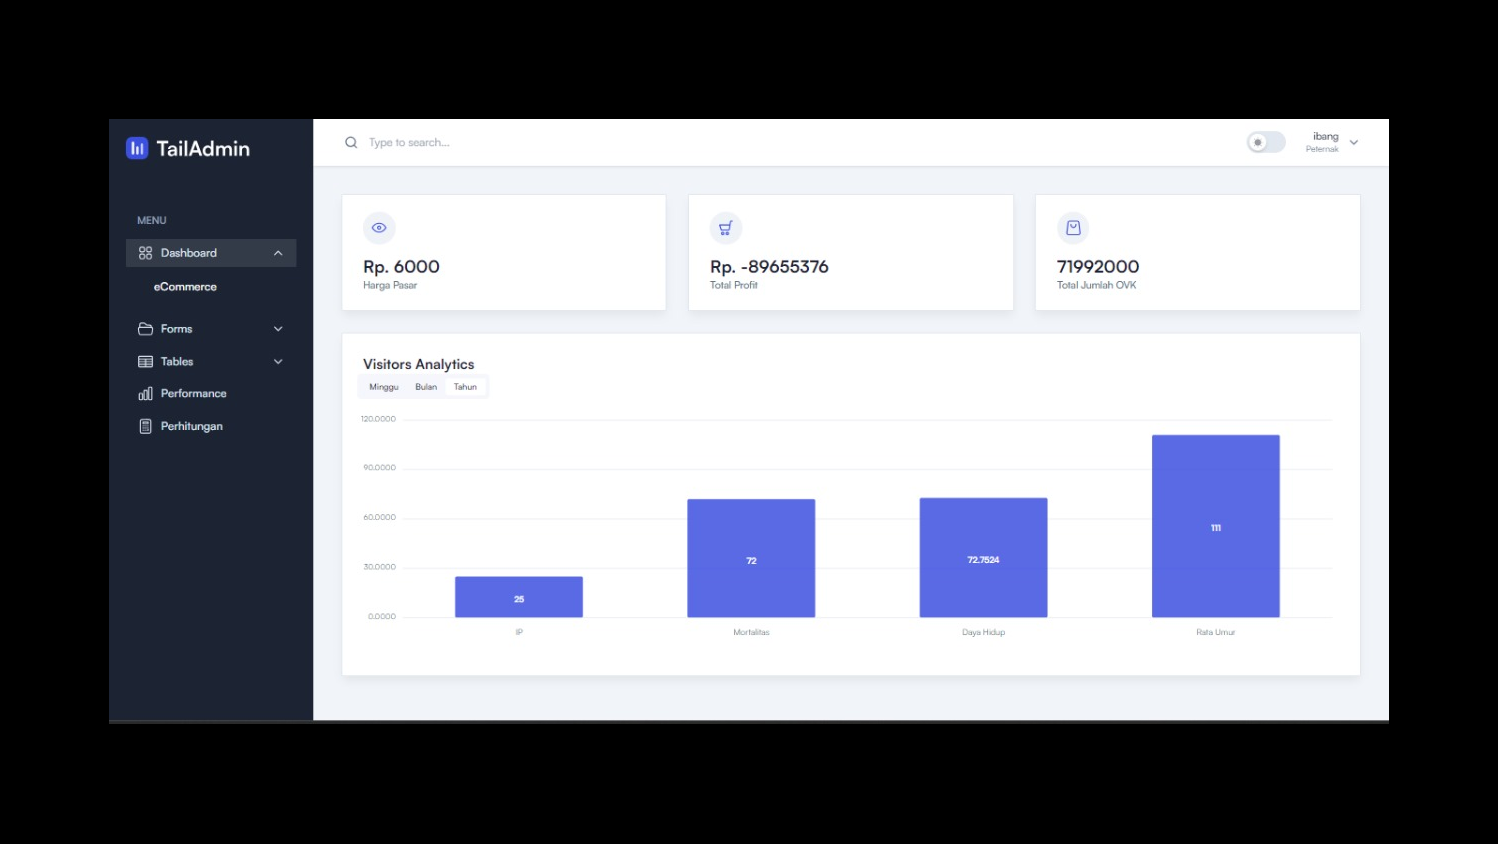 TailAdmin
Type to search...
ibang
Peternak
MENU
Dashboard
eCommerce
Forms
Tables
Performance
Perhitungan
Rp. 6000
Harga Pasar
Rp. -89655376
Total Profit
71992000
Total Jumlah OVK
Visitors Analytics
Minggu Bulan Tahun
120.0000
90.0000
60.0000
30.0000
0.0000
25
72
72.7524
111
IP Mortalitas Daya Hidup Rata Umur